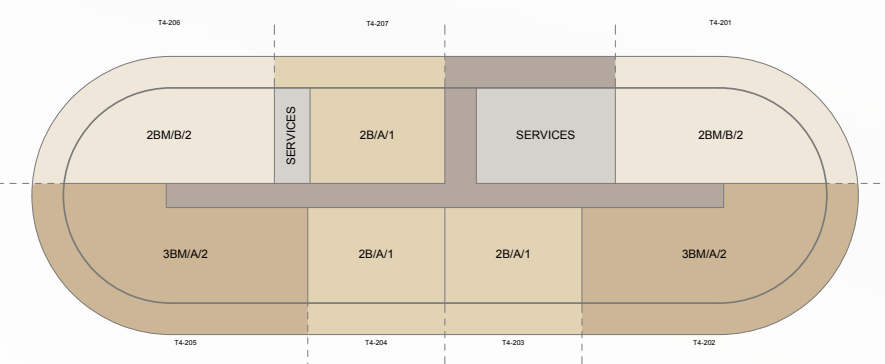 T4-206
T4-207
T4-201
2BM/B/2
SERVICES
2B/A/1
SERVICES
2BM/B/2
3BM/A/2
2B/A/1
2B/A/1
3BM/A/2
T4-205
T4-204
T4-203
T4-202